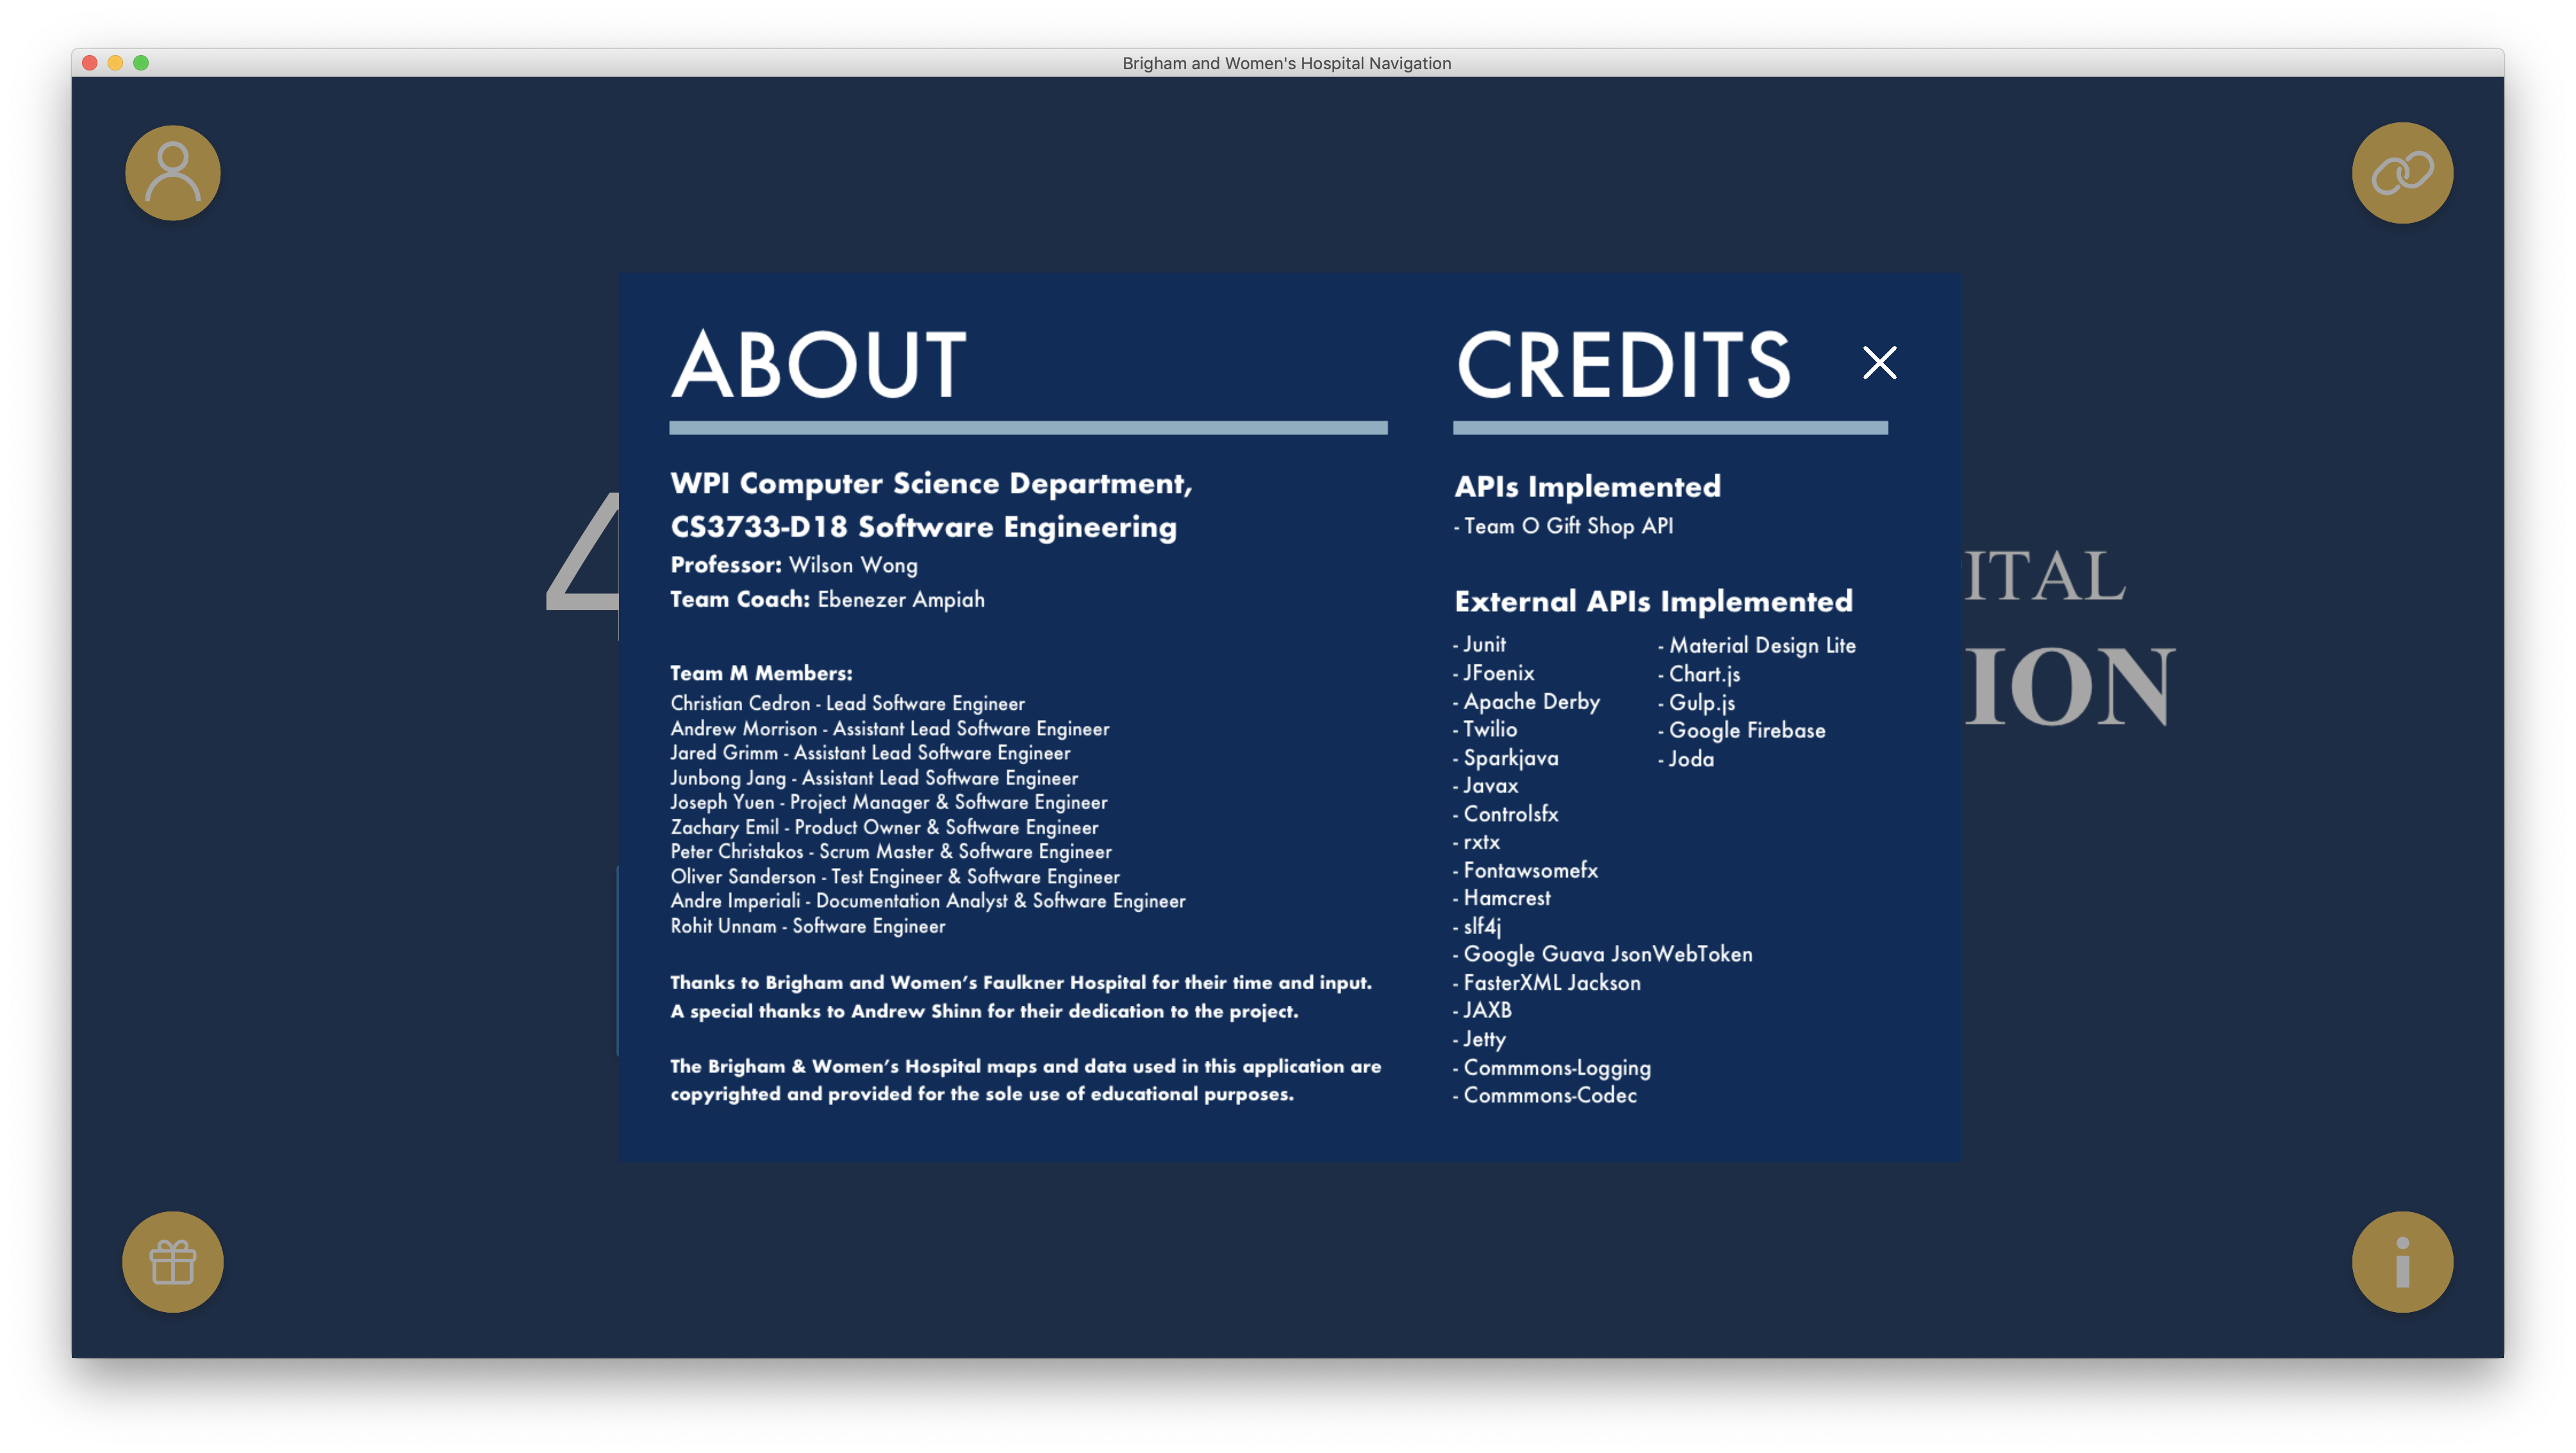 Brigham and Women's Hospital Navigation
4
ITAL
ION
ABOUT
WPI Computer Science Department,
CS3733-D18 Software Engineering
Professor: Wilson Wong
Team Coach: Ebenezer Ampiah
Team M Members:
Christian Cedron - Lead Software Engineer
Andrew Morrison - Assistant Lead Software Engineer
Jared Grimm - Assistant Lead Software Engineer
Junbong Jang - Assistant Lead Software Engineer
Joseph Yuen - Project Manager & Software Engineer
Zachary Emil - Product Owner & Software Engineer
Peter Christakos - Scrum Master & Software Engineer
Oliver Sanderson - Test Engineer & Software Engineer
Andre Imperiali - Documentation Analyst & Software Engineer
Rohit Unnam - Software Engineer
Thanks to Brigham and Women’s Faulkner Hospital for their time and input.
A special thanks to Andrew Shinn for their dedication to the project.
The Brigham & Women’s Hospital maps and data used in this application are
copyrighted and provided for the sole use of educational purposes.
CREDITS
APIs Implemented
- Team O Gift Shop API
External APIs Implemented
- Junit
- JFoenix
- Apache Derby
- Twilio
- Sparkjava
- Javax
- Controlsfx
- rxtx
- Fontawsomefx
- Hamcrest
- slf4j
- Google Guava JsonWebToken
- FasterXML Jackson
- JAXB
- Jetty
- Commmons-Logging
- Commmons-Codec
- Material Design Lite
- Chart.js
- Gulp.js
- Google Firebase
- Joda